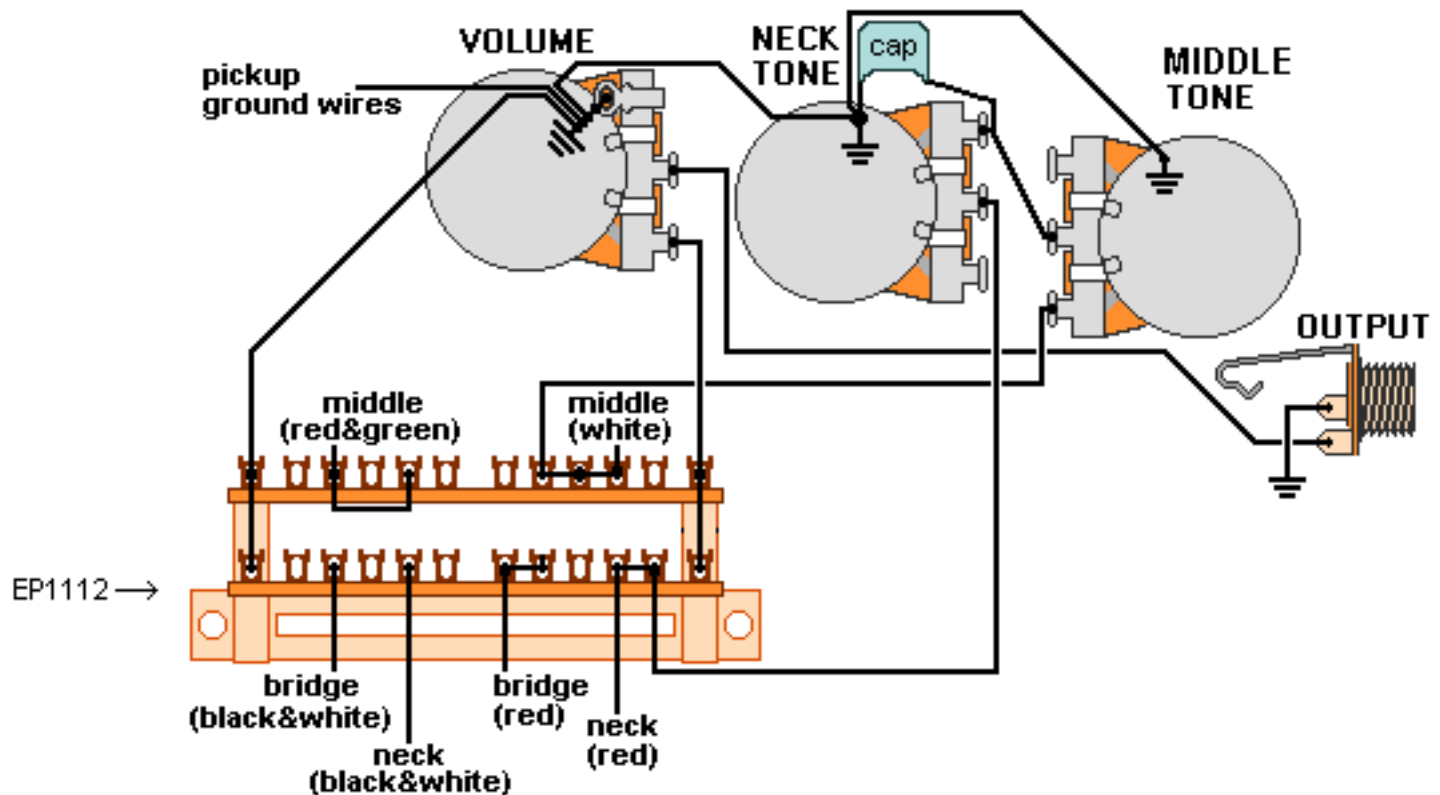 VOLUME
NECK
TONE
cap
MIDDLE
TONE
pickup
ground wires
OUTPUT
middle
(red&green)
middle
(white)
EP1112
bridge
(black&white)
bridge
(red)
neck
(red)
neck
(black&white)